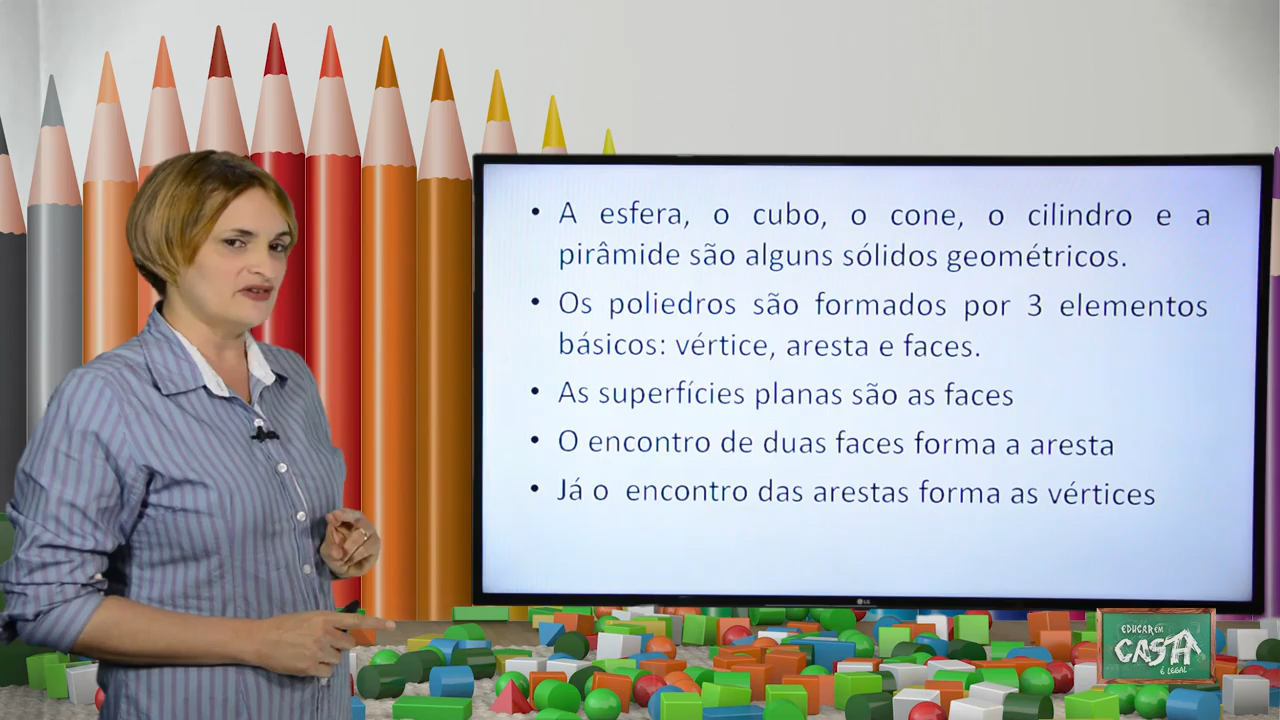 • A esfera, o cubo, o cone, o cilindro e a
pirâmide são alguns sólidos geométricos.
• Os poliedros são formados por 3 elementos
básicos: vértice, aresta e faces.
• As superfícies planas são as faces
• O encontro de duas faces forma a aresta
• Já o encontro das arestas forma as vértices
LG
EDUCAR EM
CASA
É LEGAL